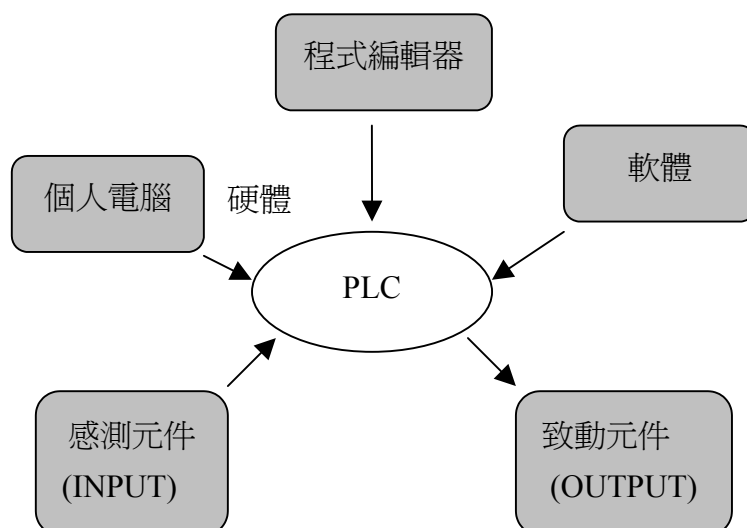 程式編輯器
軟體
個人電腦
硬體
PLC
感測元件
(INPUT)
致動元件
(OUTPUT)